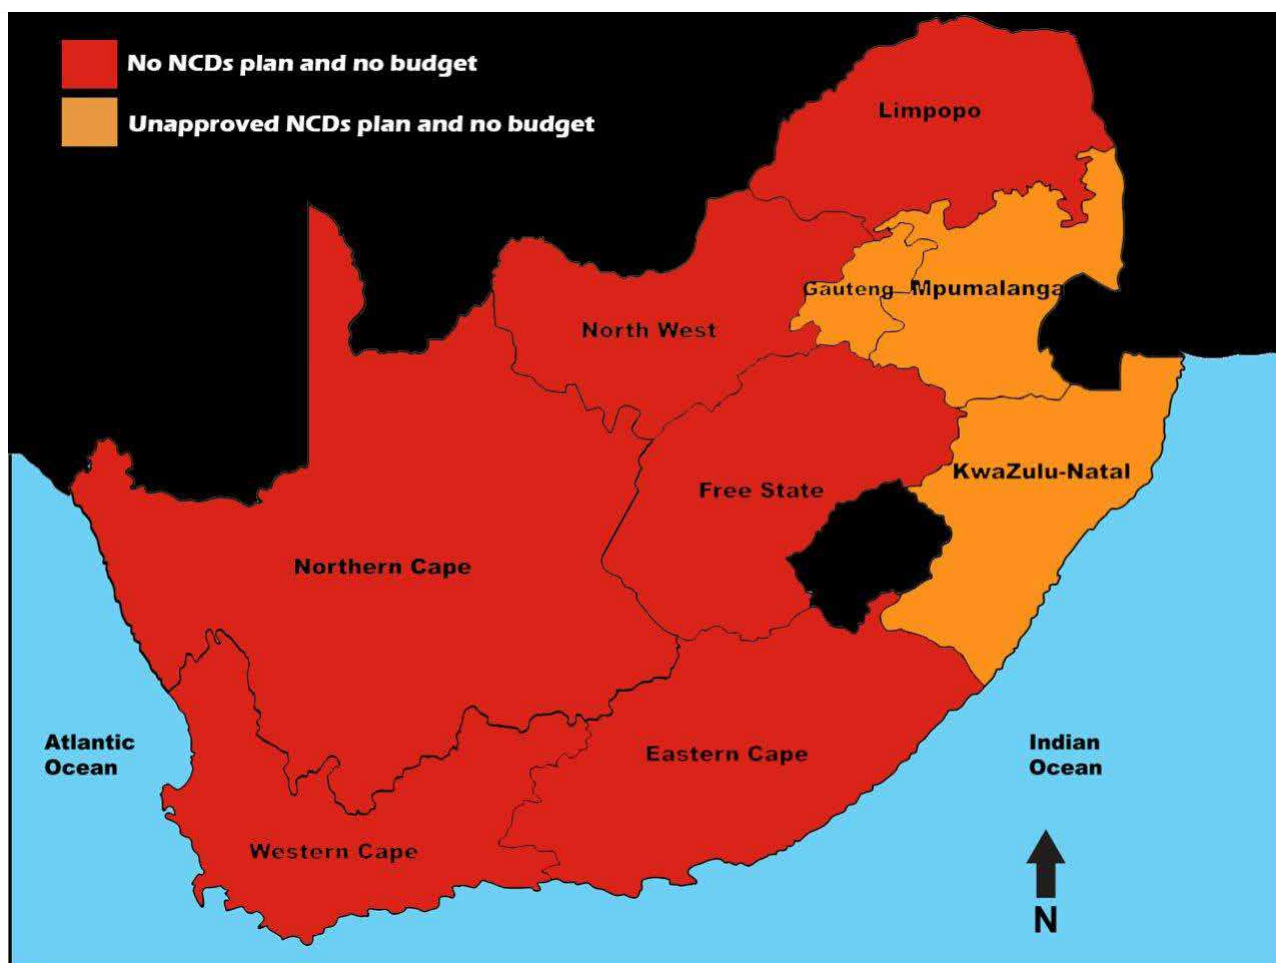 No NCDs plan and no budget
Unapproved NCDs plan and no budget
Limpopo
Gauteng
Mpumalanga
North West
KwaZulu-Natal
Free State
Northern Cape
Atlantic
Ocean
Indian
Ocean
Eastern Cape
Western Cape
N